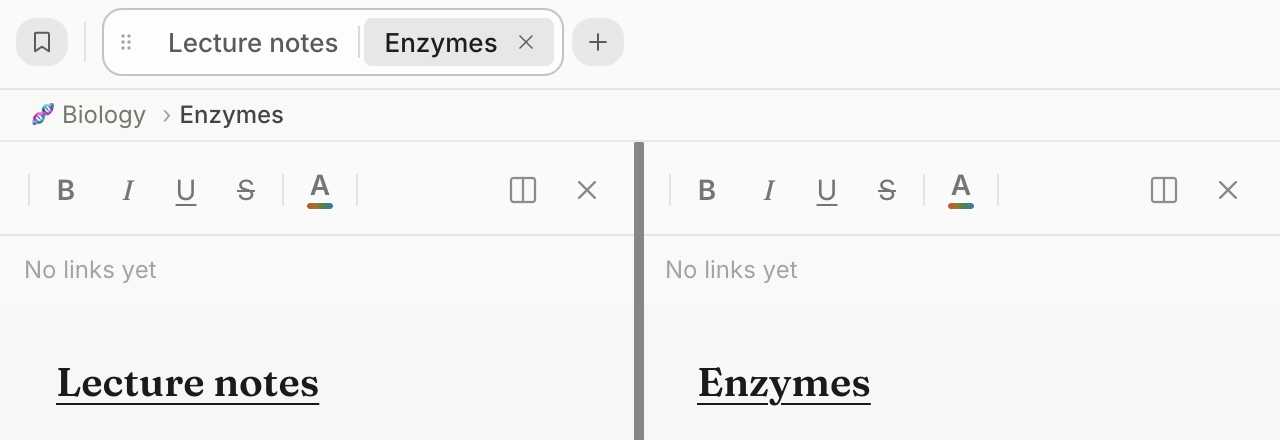 Lecture notes Enzymes
Biology › Enzymes
B I U S A B I U S A
No links yet No links yet
Lecture notes Enzymes